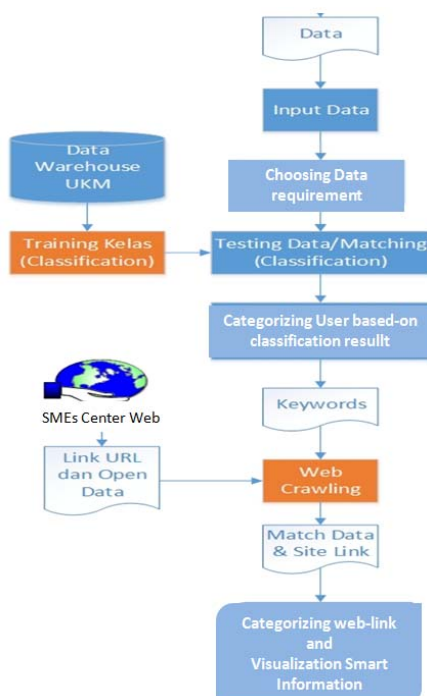 Data
Input Data
Choosing Data
requirement
Data
Warehouse
UKM
Training Kelas
(Classification)
Testing Data/Matching
(Classification)
Categorizing User based-on
classification resullt
SMEs Center Web
Keywords
Link URL
dan Open
Data
Web
Crawling
Match Data
& Site Link
Categorizing web-link
and
Visualization Smart
Information